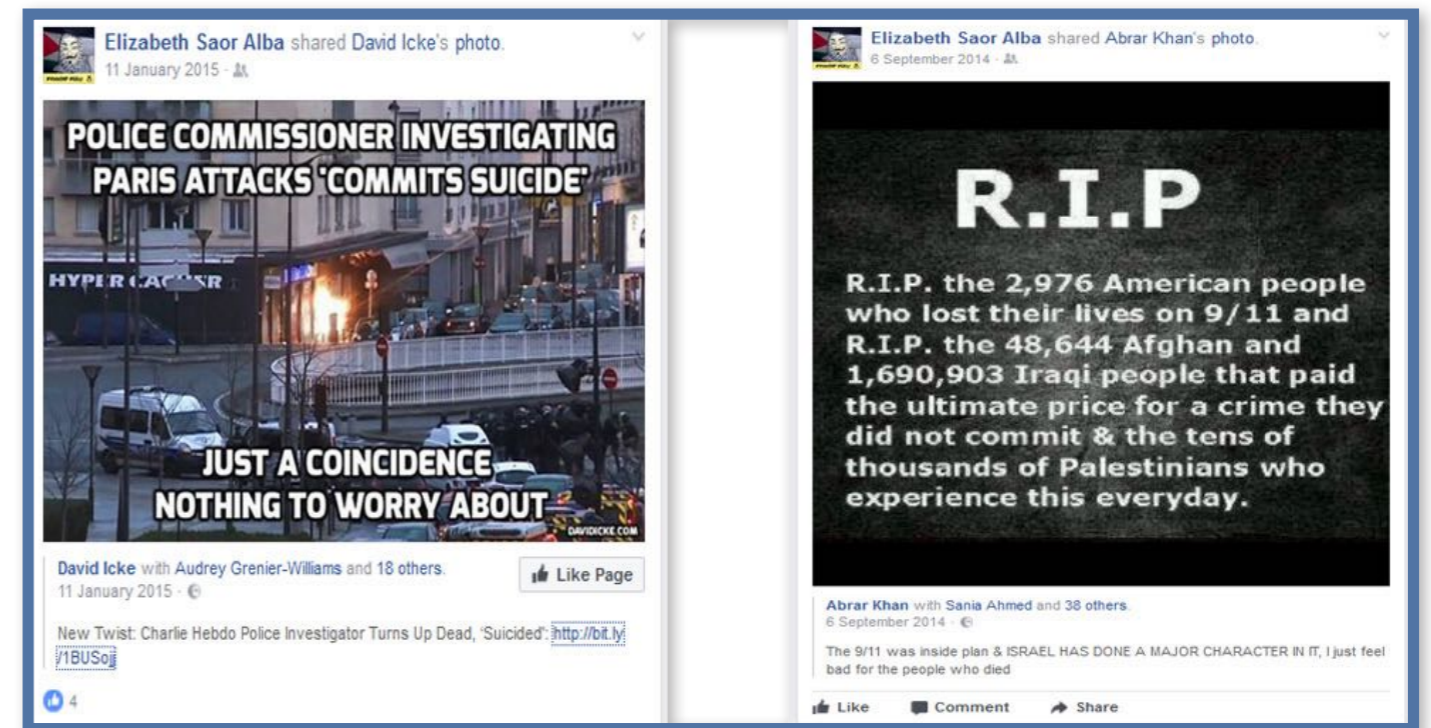 Elizabeth Saor Alba shared David Icke's photo.
11 January 2015
POLICE COMMISSIONER INVESTIGATING
PARIS ATTACKS 'COMMITS SUICIDE'
HYPER CACHER
JUST A COINCIDENCE
NOTHING TO WORRY ABOUT
DAVIDICKE.COM
David Icke with Audrey Grenier-Williams and 18 others.
11 January 2015
Like Page
New Twist: Charlie Hebdo Police Investigator Turns Up Dead, 'Suicided': http://bit.ly
/1BUSojj
4
Elizabeth Saor Alba shared Abrar Khan's photo.
6 September 2014
R.I.P
R.I.P. the 2,976 American people
who lost their lives on 9/11 and
R.I.P. the 48,644 Afghan and
1,690,903 Iraqi people that paid
the ultimate price for a crime they
did not commit & the tens of
thousands of Palestinians who
experience this everyday.
Abrar Khan with Sania Ahmed and 38 others.
6 September 2014
The 9/11 was inside plan & ISRAEL HAS DONE A MAJOR CHARACTER IN IT, I just feel
bad for the people who died
Like Comment Share